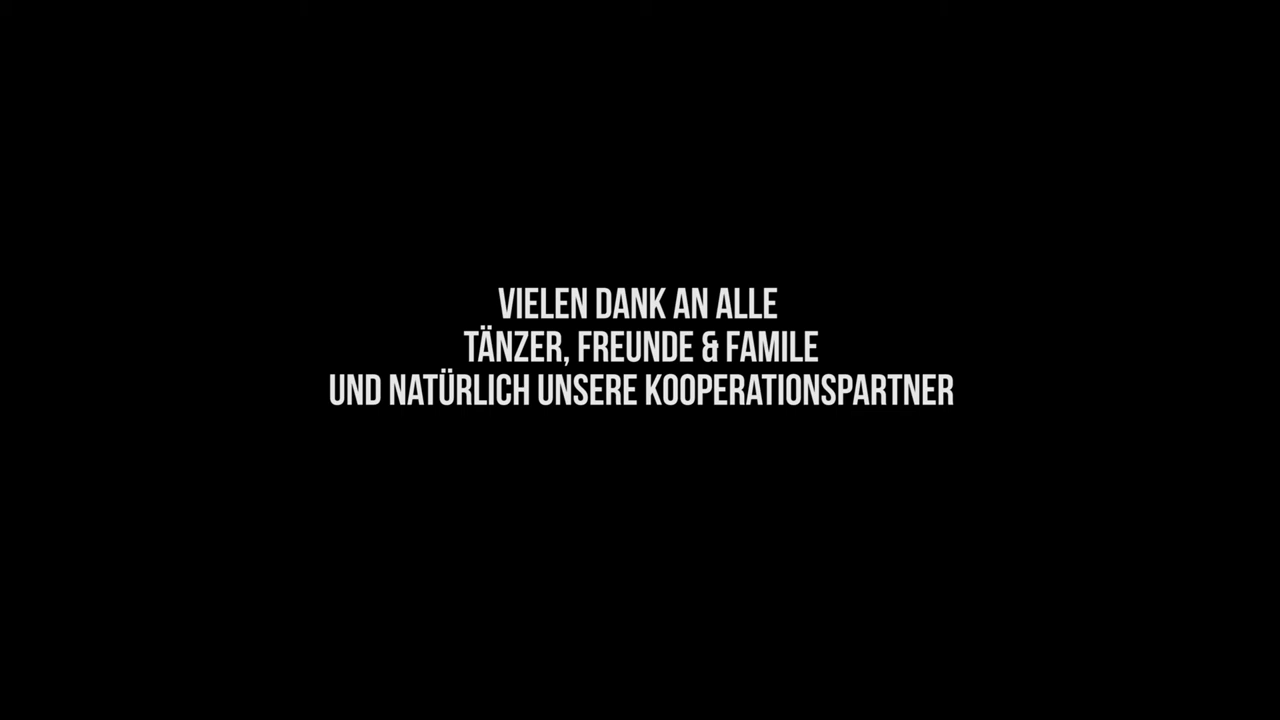 VIELEN DANK AN ALLE
TÄNZER, FREUNDE & FAMILE
UND NATÜRLICH UNSERE KOOPERATIONSPARTNER